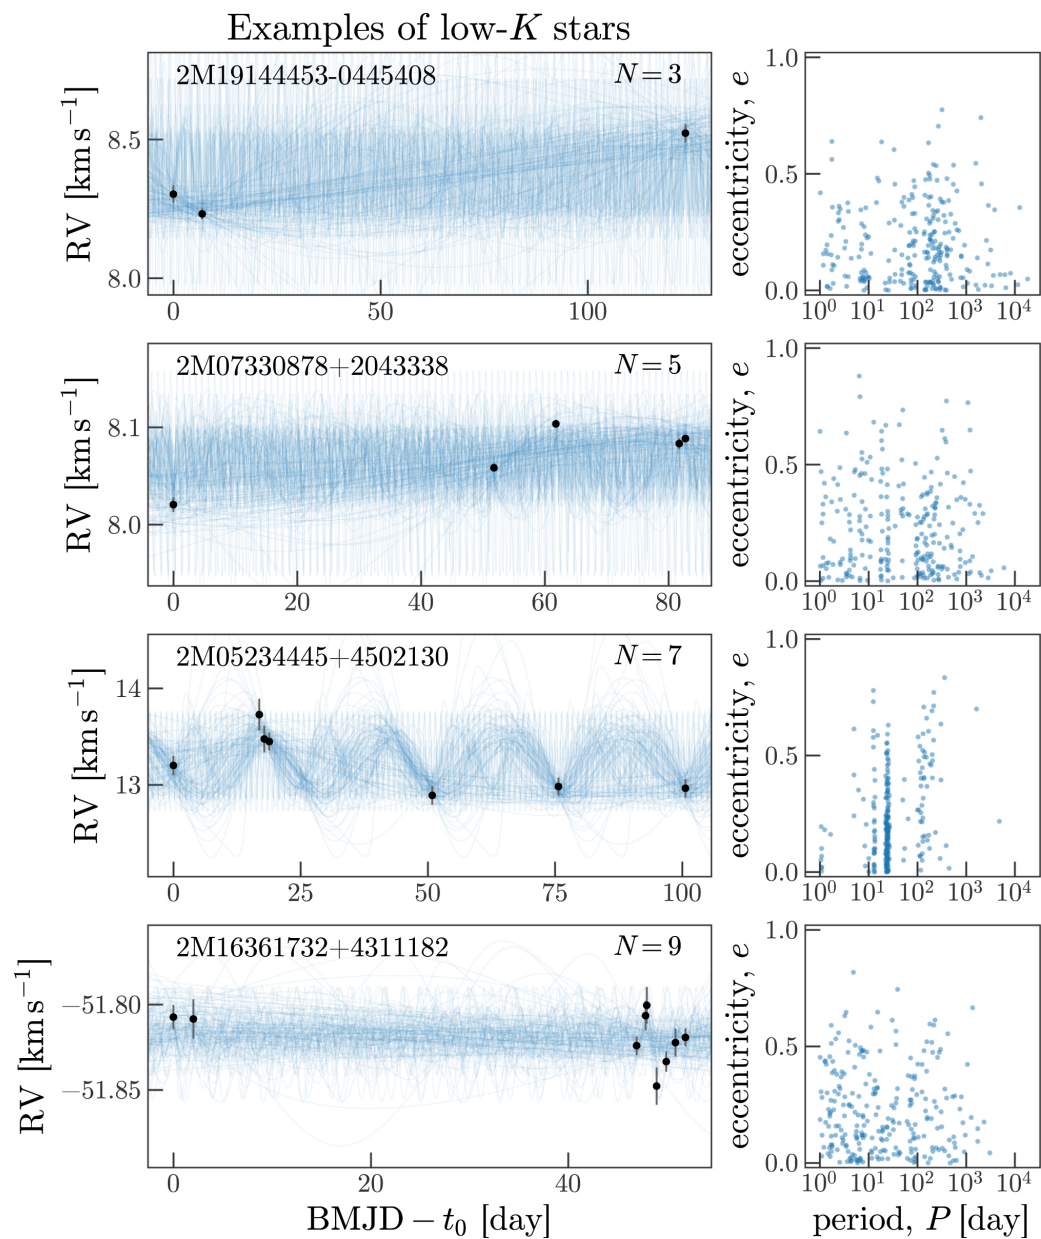 Examples of low-K stars
2M19144453-0445408 N = 3
RV [km s⁻¹]
8.5
8.0
0 50 100
eccentricity, e
1.0
0.5
0.0
10⁰ 10¹ 10² 10³ 10⁴
2M07330878+2043338 N = 5
RV [km s⁻¹]
8.1
8.0
0 20 40 60 80
eccentricity, e
1.0
0.5
0.0
10⁰ 10¹ 10² 10³ 10⁴
2M05234445+4502130 N = 7
RV [km s⁻¹]
14
13
0 25 50 75 100
eccentricity, e
1.0
0.5
0.0
10⁰ 10¹ 10² 10³ 10⁴
2M16361732+4311182 N = 9
RV [km s⁻¹]
−51.80
−51.85
0 20 40
BMJD − t₀ [day]
eccentricity, e
1.0
0.5
0.0
10⁰ 10¹ 10² 10³ 10⁴
period, P [day]